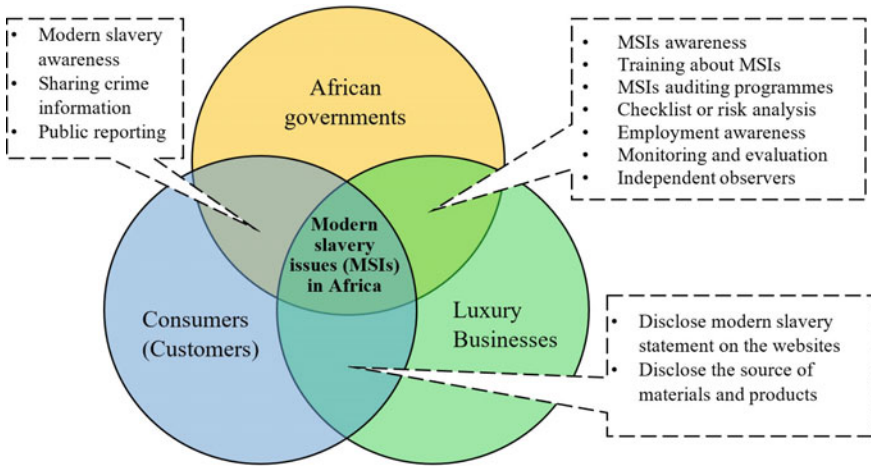 • Modern slavery
awareness
• Sharing crime
information
• Public reporting
African
governments
• MSIs awareness
• Training about MSIs
• MSIs auditing programmes
• Checklist or risk analysis
• Employment awareness
• Monitoring and evaluation
• Independent observers
Modern
slavery
issues (MSIs)
in Africa
Consumers
(Customers)
Luxury
Businesses
• Disclose modern slavery
statement on the websites
• Disclose the source of
materials and products